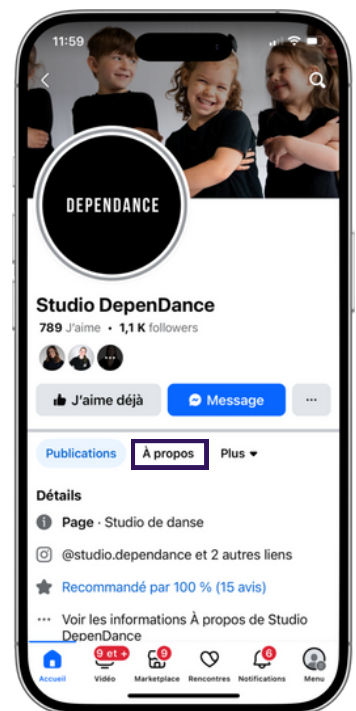 11:59
DEPENDANCE
Studio DepenDance
789 J'aime • 1,1 K followers
J'aime déjà
Message
Publications
À propos
Plus
Détails
Page · Studio de danse
@studio.dependance et 2 autres liens
Recommandé par 100 % (15 avis)
Voir les informations À propos de Studio
DepenDance
9 et +
9
6
Accueil
Vidéo
Marketplace
Rencontres
Notifications
Menu